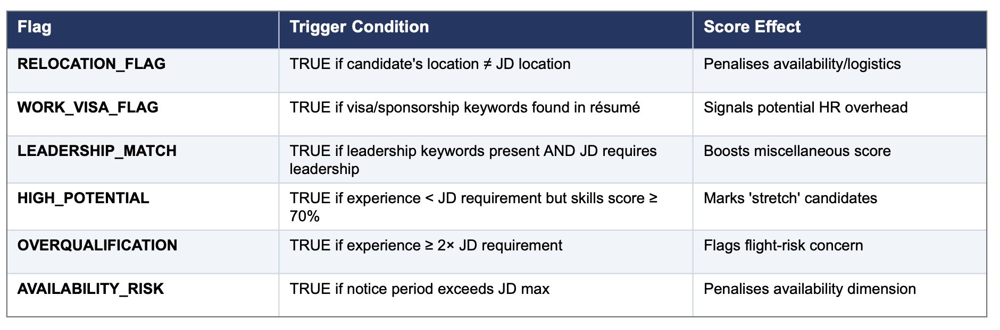 Flag Trigger Condition Score Effect
RELOCATION_FLAG TRUE if candidate's location ≠ JD location Penalises availability/logistics
WORK_VISA_FLAG TRUE if visa/sponsorship keywords found in résumé Signals potential HR overhead
LEADERSHIP_MATCH TRUE if leadership keywords present AND JD requires Boosts miscellaneous score
leadership
HIGH_POTENTIAL TRUE if experience < JD requirement but skills score ≥ Marks 'stretch' candidates
70%
OVERQUALIFICATION TRUE if experience ≥ 2× JD requirement Flags flight-risk concern
AVAILABILITY_RISK TRUE if notice period exceeds JD max Penalises availability dimension